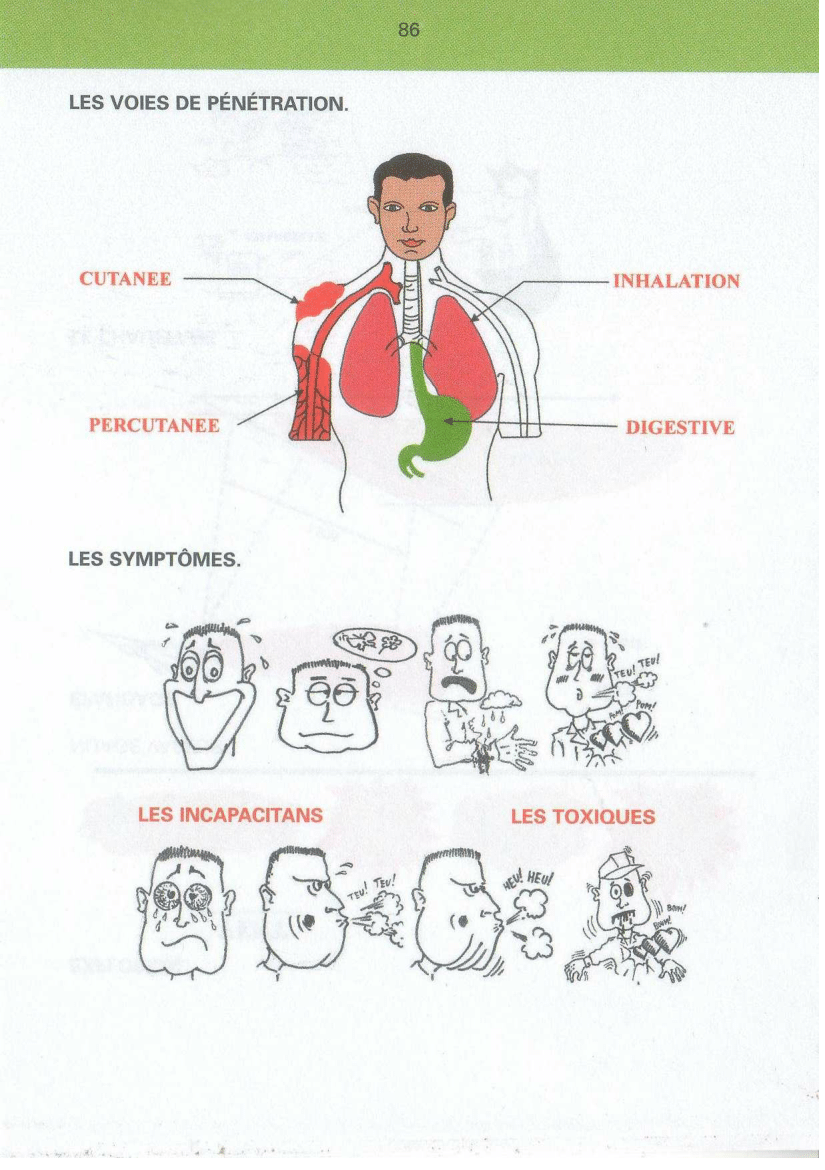 86
LES VOIES DE PÉNÉTRATION.
CUTANEE
INHALATION
PERCUTANEE
DIGESTIVE
LES SYMPTÔMES.
TEU! TEU!
POM! POM!
LES INCAPACITANS
LES TOXIQUES
TEU! TEU!
HEU! HEU!
BOM!
BOM!